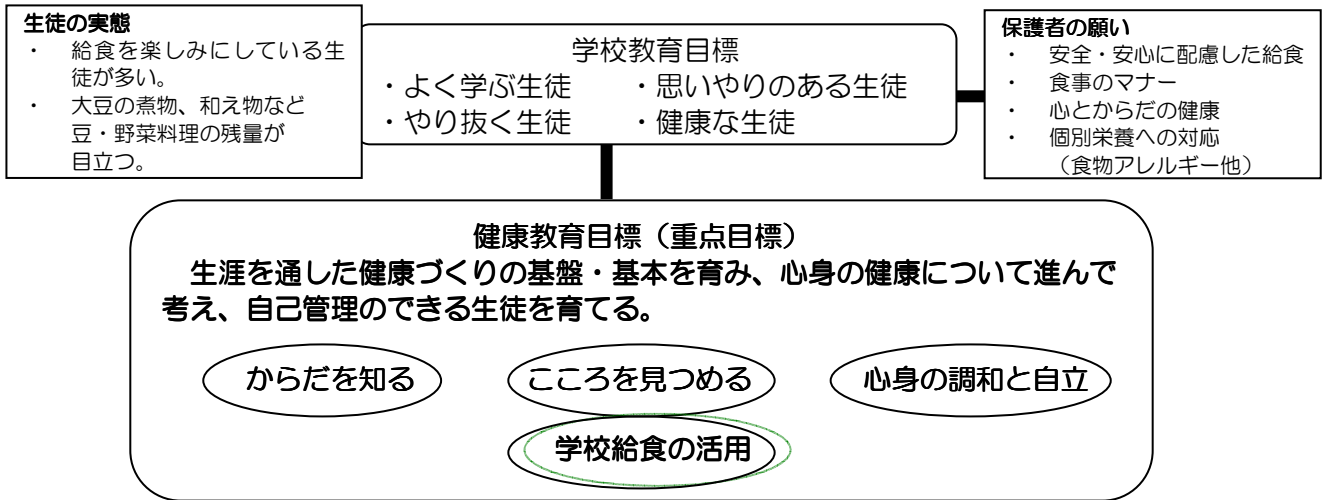 生徒の実態
・ 給食を楽しみにしている生
徒が多い。
・ 大豆の煮物、和え物など
豆・野菜料理の残量が
目立つ。
学校教育目標
・よく学ぶ生徒 ・思いやりのある生徒
・やり抜く生徒 ・健康な生徒
保護者の願い
・ 安全・安心に配慮した給食
・ 食事のマナー
・ 心とからだの健康
・ 個別栄養への対応
（食物アレルギー他）
健康教育目標（重点目標）
生涯を通した健康づくりの基盤・基本を育み、心身の健康について進んで
考え、自己管理のできる生徒を育てる。
からだを知る
こころを見つめる
心身の調和と自立
学校給食の活用